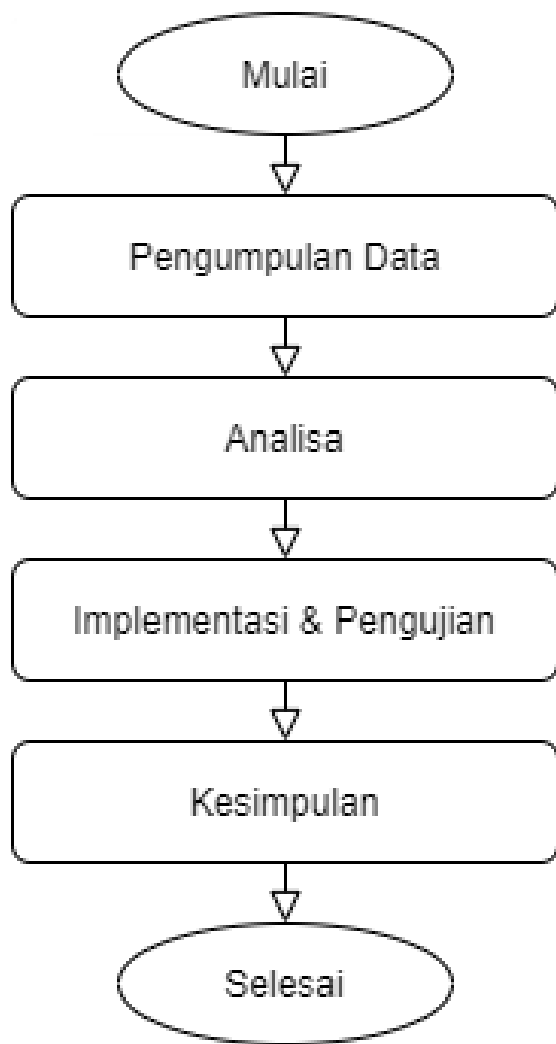 Mulai
Pengumpulan Data
Analisa
Implementasi & Pengujian
Kesimpulan
Selesai